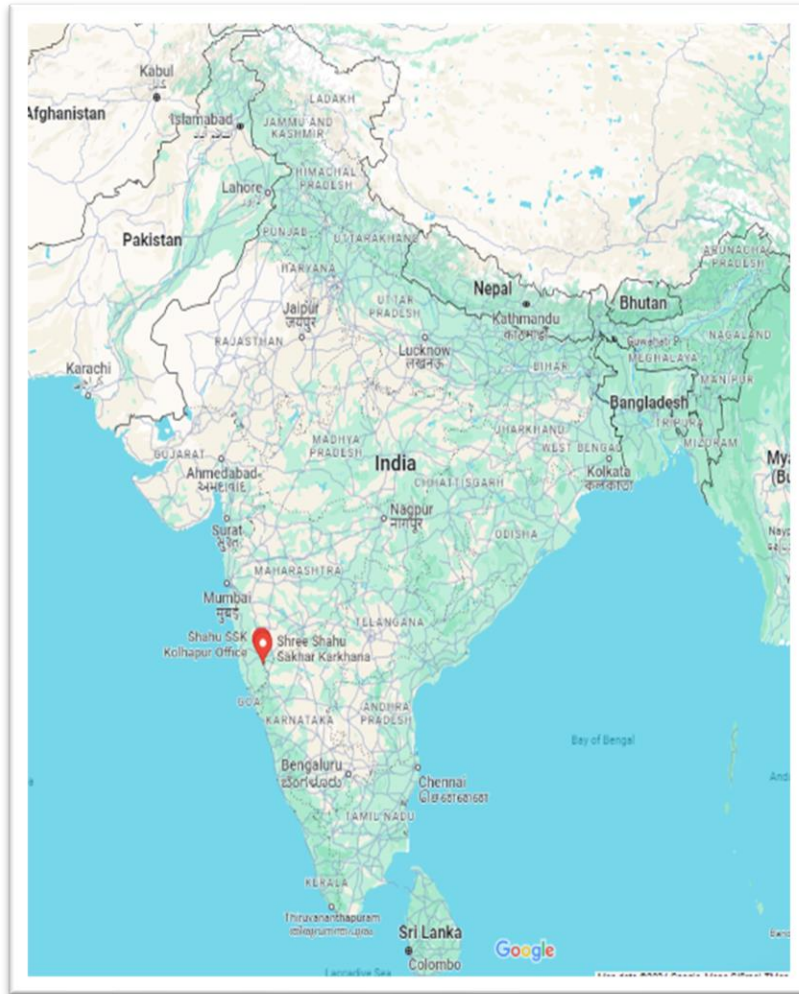 Kabul
Afghanistan
LADAKH
Islamabad
JAMMU AND
KASHMIR
HIMACHAL
PRADESH
Lahore
Pakistan
PUNJAB
UTTARAKHAND
HARYANA
ARUNACHAL
PRADESH
Nepal
Kathmandu
काठमाडौं
Bhutan
Jaipur
जयपुर
UTTAR
PRADESH
RAJASTHAN
Lucknow
लखनऊ
Guwahati
NAGALAND
MEGHALAYA
BIHAR
Karachi
MANIPUR
Bangladesh
TRIPURA
MIZORAM
JHARKHAND
WEST BENGAL
MADHYA
PRADESH
GUJARAT
India
Ahmedabad
અમદાવાદ
CHHATTISGARH
Kolkata
কলকাতা
Nagpur
नागपूर
Surat
સુરત
ODISHA
MAHARASHTRA
Mumbai
मुंबई
TELANGANA
Shahu SSK
Kolhapur Office
Shree Shahu
Sakhar Karkhana
GOA
KARNATAKA
ANDHRA
PRADESH
Bay of Bengal
Bengaluru
ಬೆಂಗಳೂರು
Chennai
சென்னை
TAMIL NADU
KERALA
Thiruvananthapuram
Sri Lanka
Colombo
Google
Laccadive Sea